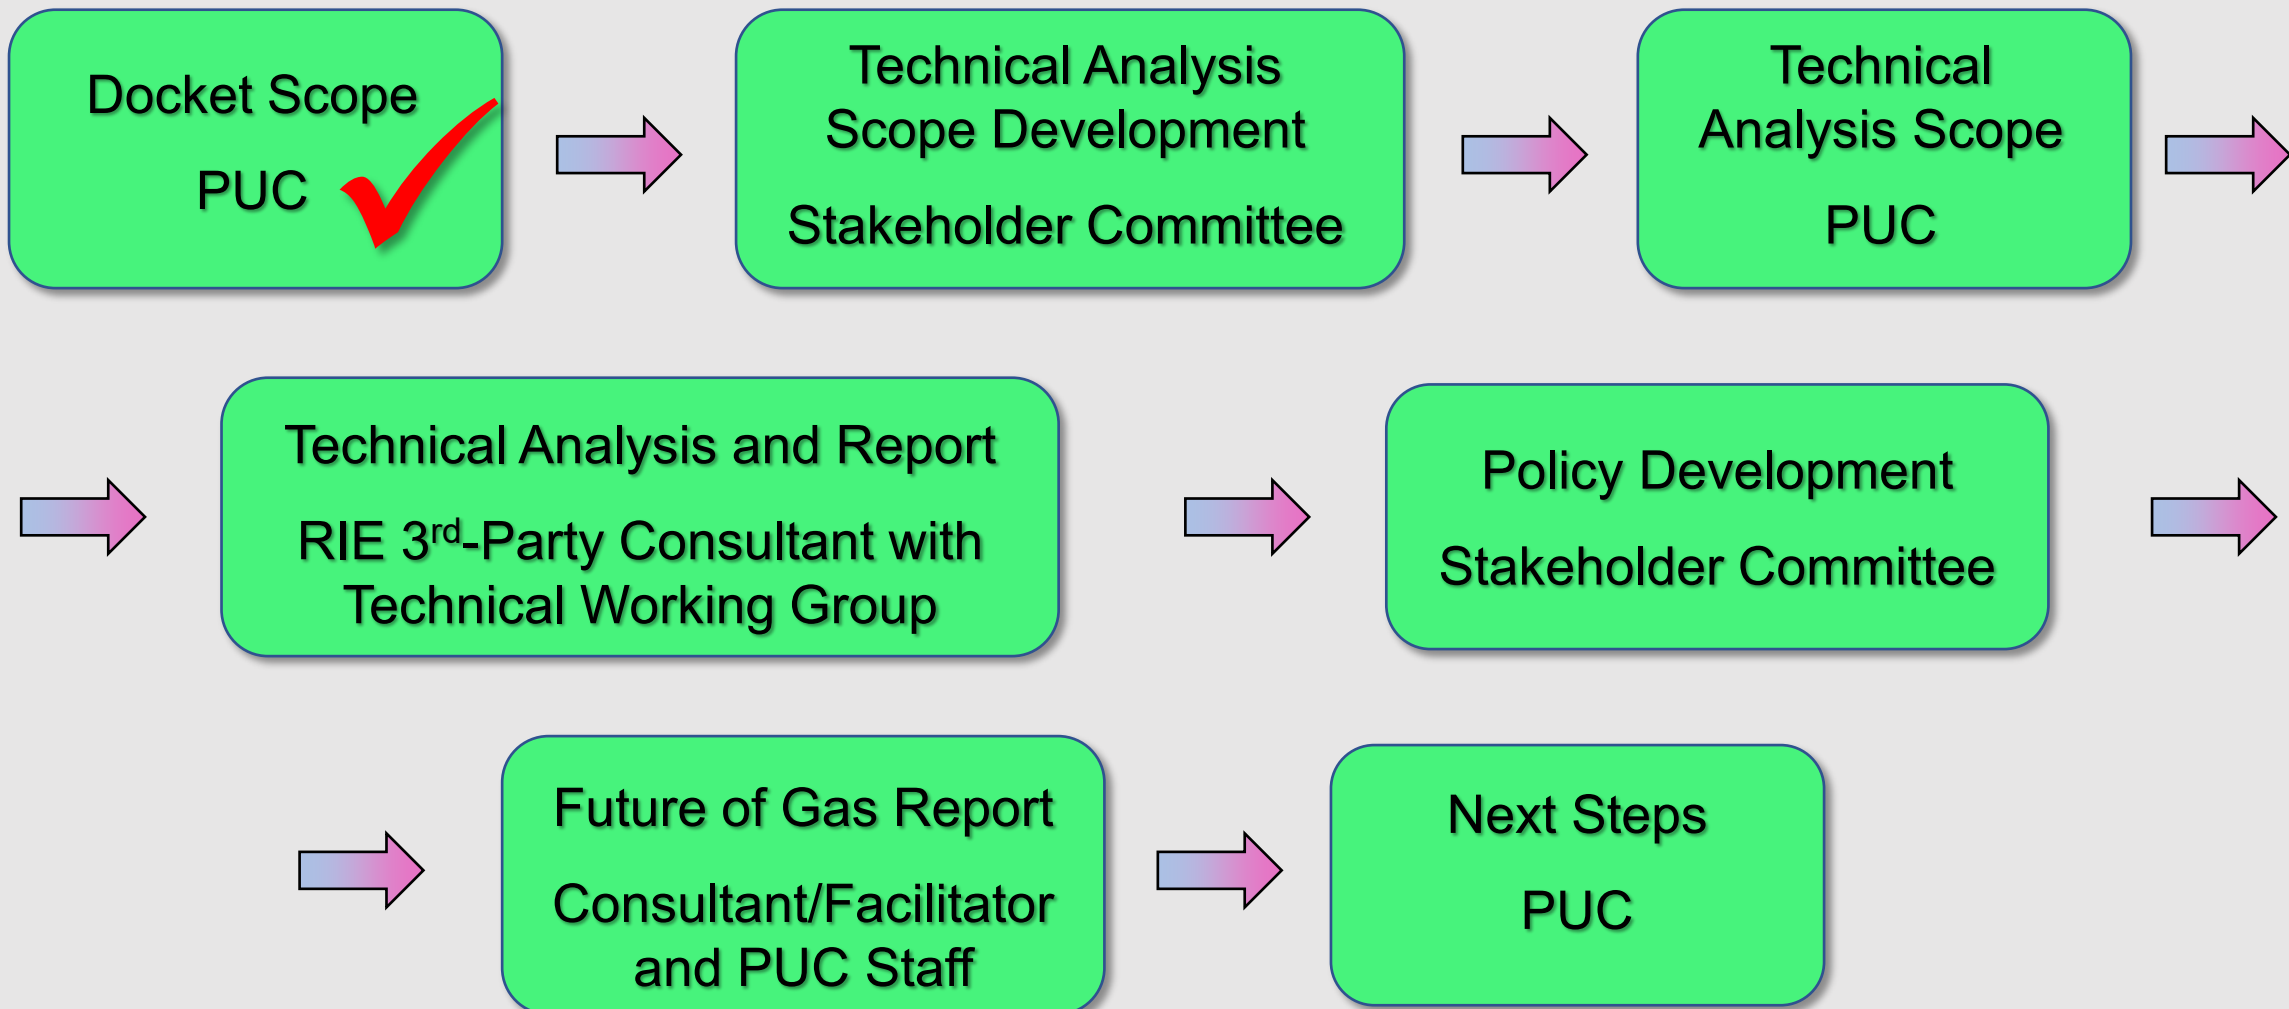 Docket Scope
PUC
Technical Analysis
Scope Development
Stakeholder Committee
Technical
Analysis Scope
PUC
Technical Analysis and Report
RIE 3rd-Party Consultant with
Technical Working Group
Policy Development
Stakeholder Committee
Future of Gas Report
Consultant/Facilitator
and PUC Staff
Next Steps
PUC